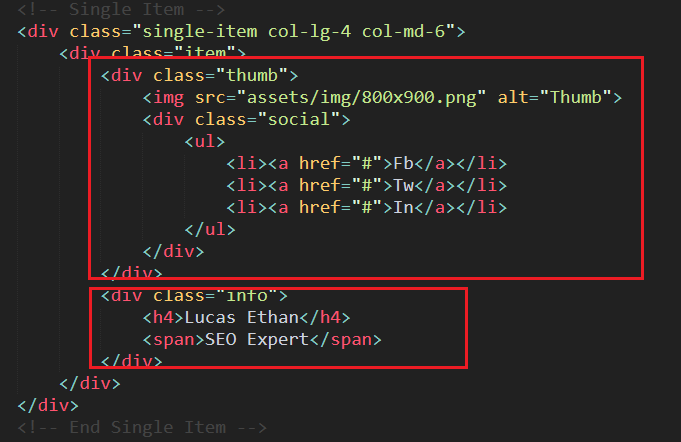 <!-- Single Item -->
<div class="single-item col-lg-4 col-md-6">
<div class="item">
<div class="thumb">
<img src="assets/img/800x900.png" alt="Thumb">
<div class="social">
<ul>
<li><a href="#">Fb</a></li>
<li><a href="#">Tw</a></li>
<li><a href="#">In</a></li>
</ul>
</div>
</div>
<div class="info">
<h4>Lucas Ethan</h4>
<span>SEO Expert</span>
</div>
</div>
</div>
<!-- End Single Item -->